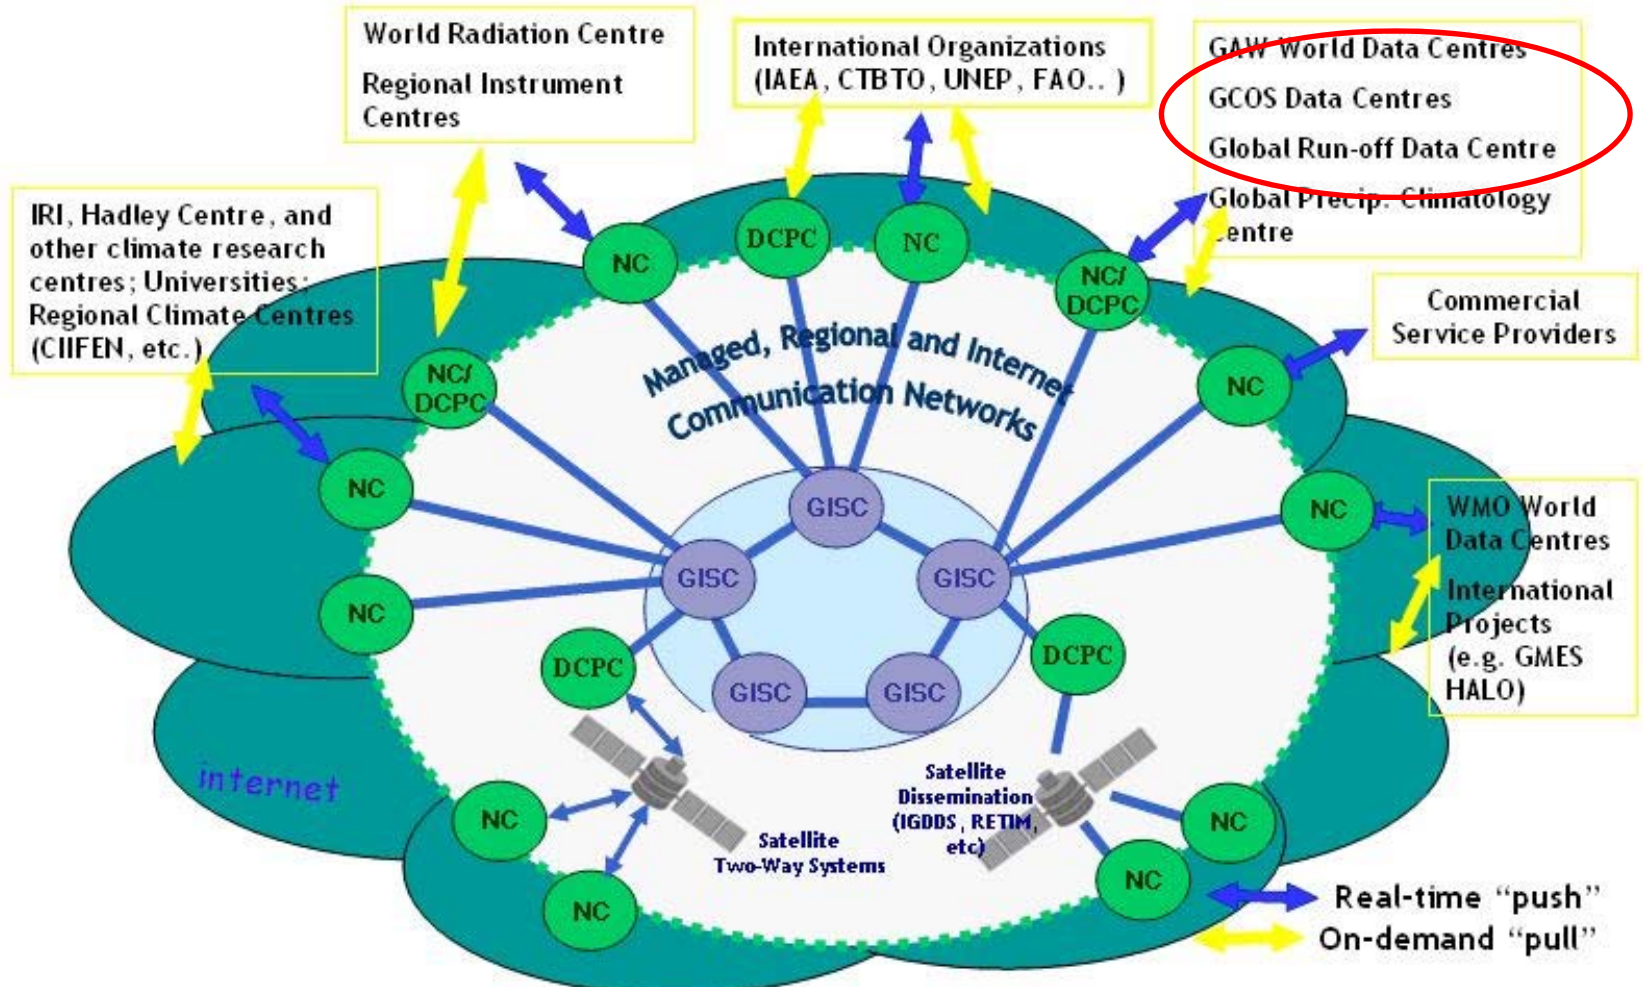 World Radiation Centre
Regional Instrument
Centres
International Organizations
(IAEA, CTBTO, UNEP, FAO.. )
GAW World Data Centres
GCOS Data Centres
Global Run-off Data Centre
Global Precip. Climatology
Centre
IRI, Hadley Centre, and
other climate research
centres; Universities;
Regional Climate Centres
(CIIFEN, etc.)
Commercial
Service Providers
NC
DCPC
NC
NC/
DCPC
NC/
DCPC
NC
Managed, Regional and Internet
Communication Networks
NC
NC
WMO World
Data Centres
International
Projects
(e.g. GMES
HALO)
GISC
GISC
GISC
NC
DCPC
DCPC
GISC
GISC
internet
Satellite
Dissemination
(IGDDS, RETIM,
etc)
Satellite
Two-Way Systems
NC
NC
NC
NC
Real-time “push”
On-demand “pull”